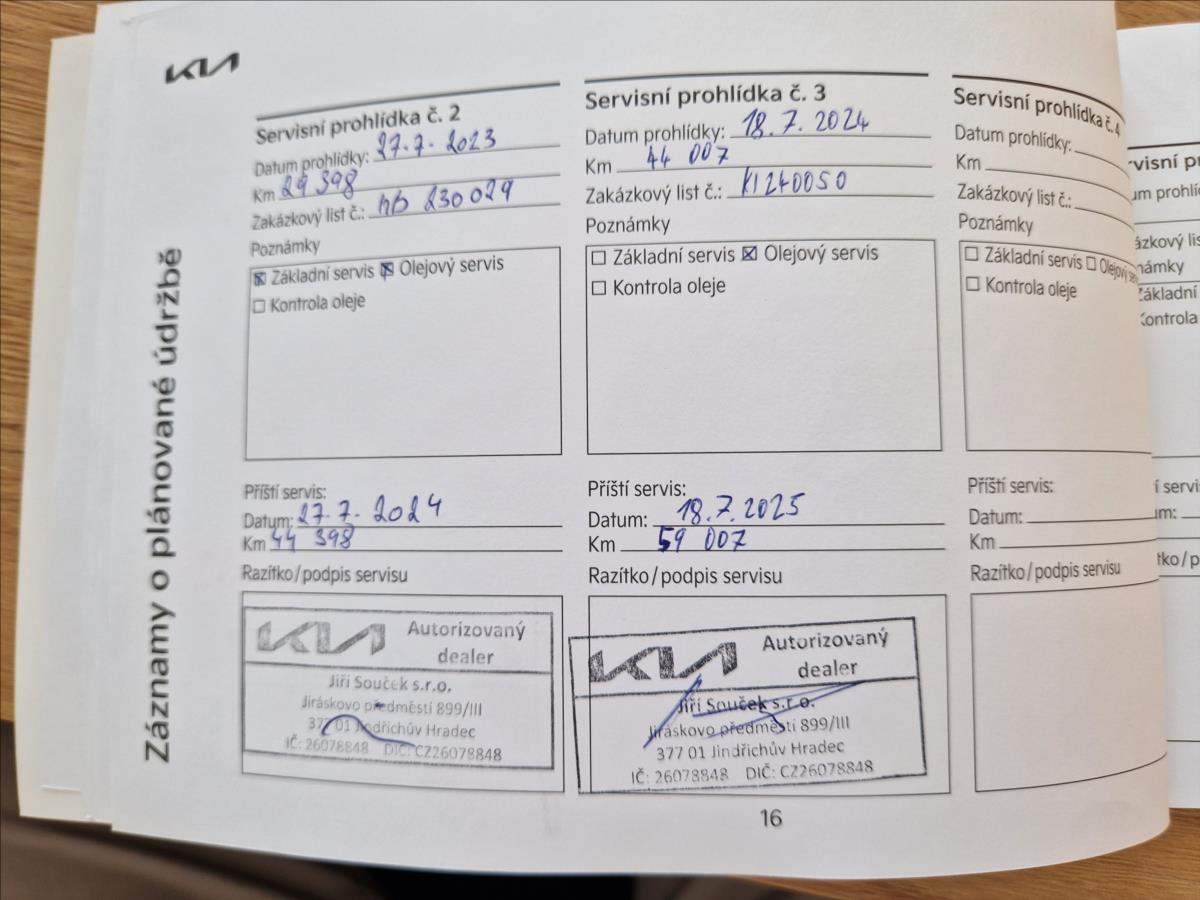 KIA
Záznamy o plánované údržbě
Servisní prohlídka č. 2
Datum prohlídky: 27.7.2023
Km 29 398
Zakázkový list č.:
Poznámky
☒ Základní servis ☒ Olejový servis
☐ Kontrola oleje
Příští servis:
Datum: 27.7.2024
Km 44 398
Razítko/podpis servisu
KIA Autorizovaný
dealer
Jiří Souček s.r.o.
Jiráskovo předměstí 899/III
377 01 Jindřichův Hradec
IČ: 26078848 DIČ: CZ26078848
Servisní prohlídka č. 3
Datum prohlídky: 18.7.2024
Km 44 007
Zakázkový list č.: KI240050
Poznámky
☐ Základní servis ☒ Olejový servis
☐ Kontrola oleje
Příští servis:
Datum: 18.7.2025
Km 59 007
Razítko/podpis servisu
KIA Autorizovaný
dealer
Jiří Souček s.r.o.
Jiráskovo předměstí 899/III
377 01 Jindřichův Hradec
IČ: 26078848 DIČ: CZ26078848
Servisní prohlídka č. 4
Datum prohlídky:
Km
Zakázkový list č.:
Poznámky
☐ Základní servis ☐ Olejový
☐ Kontrola oleje
Příští servis:
Datum:
Km
Razítko/podpis servisu
16